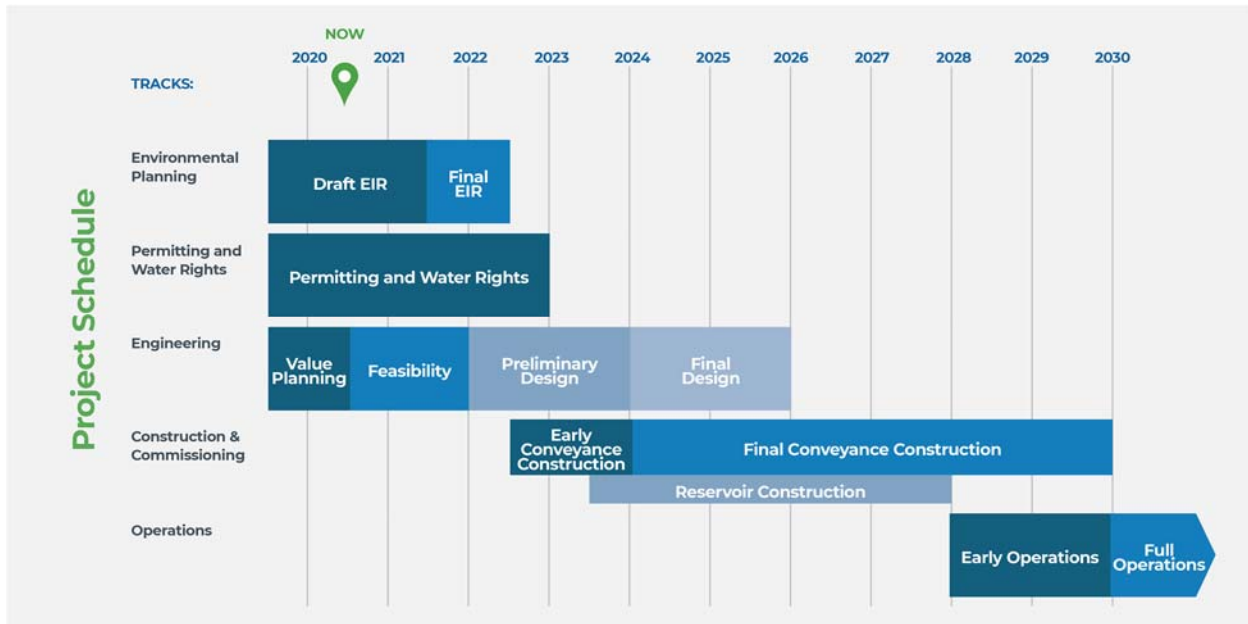 NOW
2020 2021 2022 2023 2024 2025 2026 2027 2028 2029 2030
TRACKS:
Project Schedule
Environmental
Planning
Draft EIR
Final
EIR
Permitting and
Water Rights
Permitting and Water Rights
Engineering
Value
Planning
Feasibility
Preliminary
Design
Final
Design
Construction &
Commissioning
Early
Conveyance
Construction
Final Conveyance Construction
Reservoir Construction
Operations
Early Operations
Full
Operations